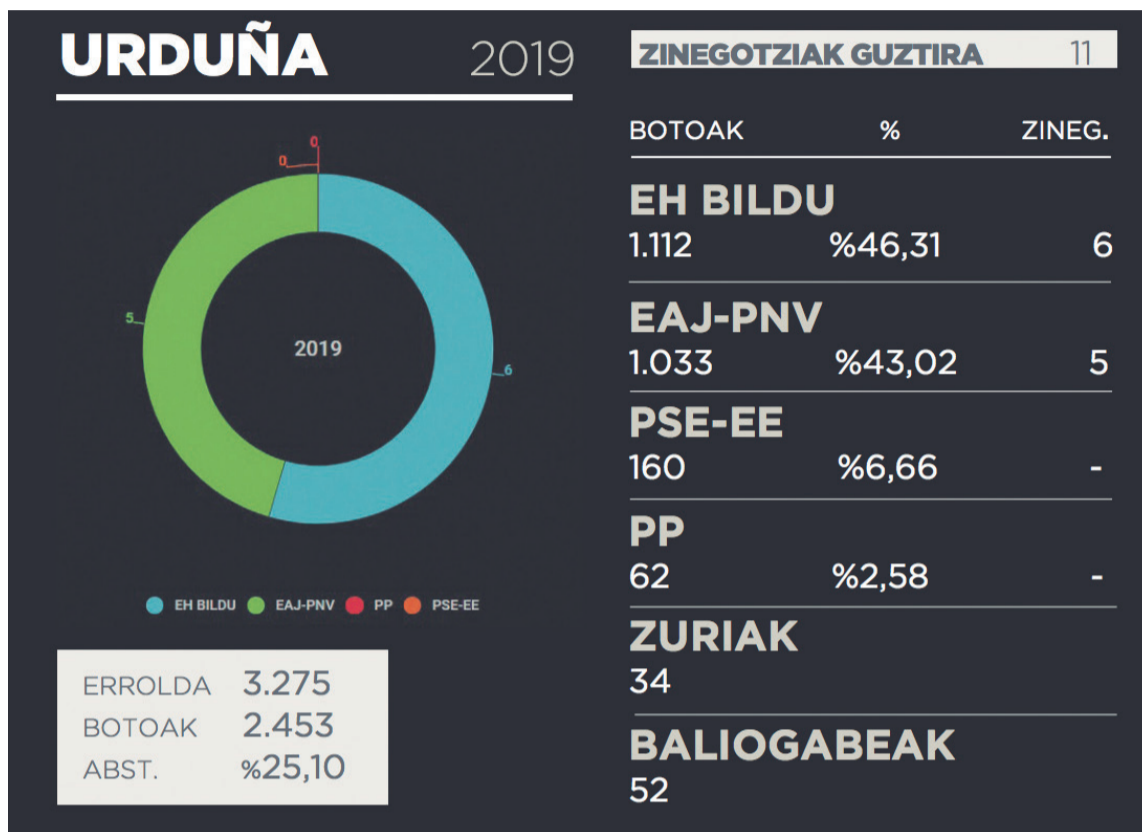 URDUÑA 2019
0
0
5
2019
6
EH BILDU EAJ-PNV PP PSE-EE
ERROLDA 3.275
BOTOAK 2.453
ABST. %25,10
ZINEGOTZIAK GUZTIRA 11
BOTOAK % ZINEG.
EH BILDU
1.112 %46,31 6
EAJ-PNV
1.033 %43,02 5
PSE-EE
160 %6,66 -
PP
62 %2,58 -
ZURIAK
34
BALIOGABEAK
52